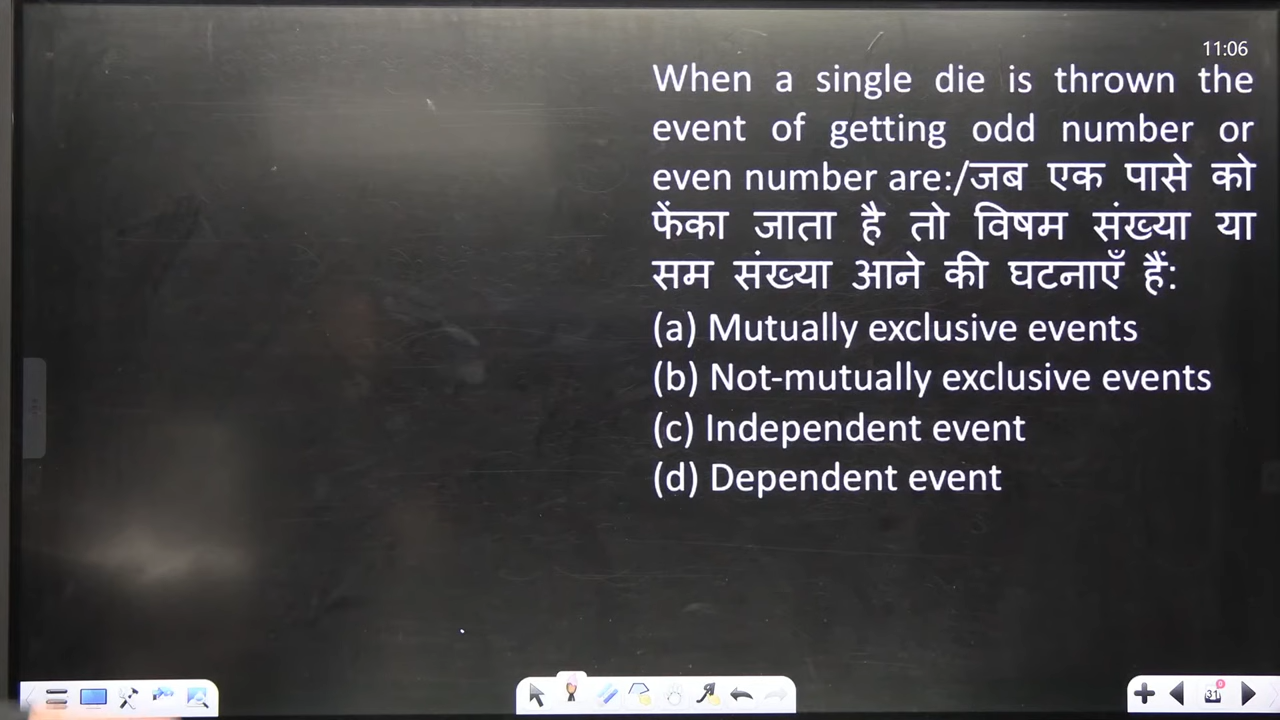 11:06
When a single die is thrown the
event of getting odd number or
even number are:/जब एक पासे को
फेंका जाता है तो विषम संख्या या
सम संख्या आने की घटनाएँ हैं:
(a) Mutually exclusive events
(b) Not-mutually exclusive events
(c) Independent event
(d) Dependent event
31